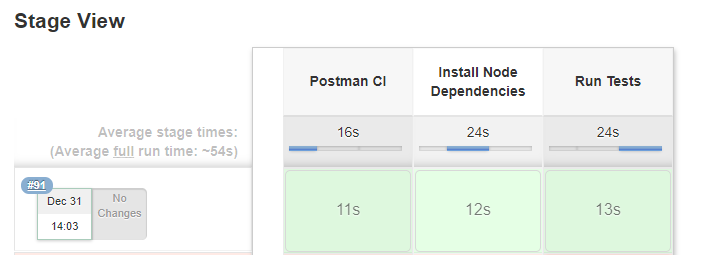 Stage View
Postman CI
Install Node
Dependencies
Run Tests
Average stage times:
(Average full run time: ~54s)
16s
24s
24s
#91
Dec 31
14:03
No
Changes
11s
12s
13s